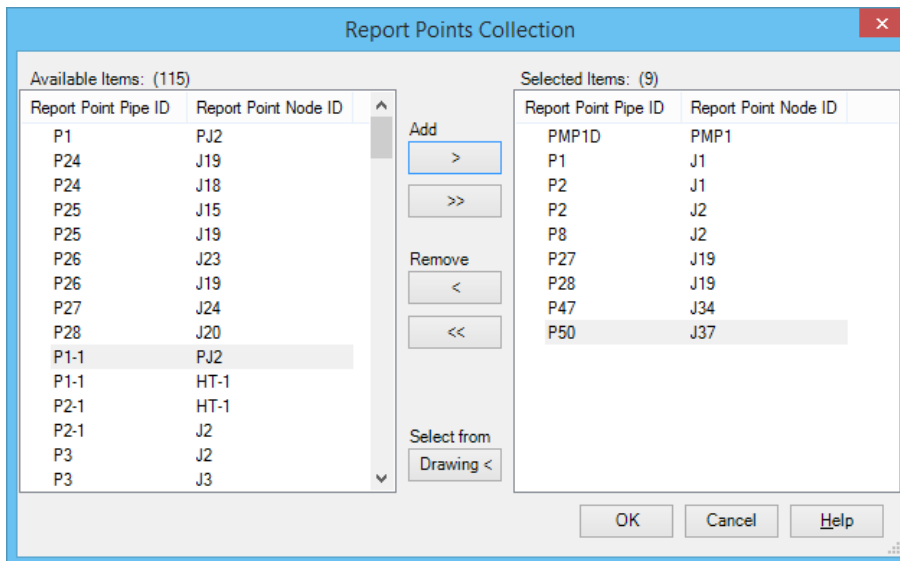 Report Points Collection
×
Available Items: (115)
Report Point Pipe ID Report Point Node ID
P1 PJ2
P24 J19
P24 J18
P25 J15
P25 J19
P26 J23
P26 J19
P27 J24
P28 J20
P1-1 PJ2
P1-1 HT-1
P2-1 HT-1
P2-1 J2
P3 J2
P3 J3
Add
>
>>
Remove
<
<<
Select from
Drawing <
Selected Items: (9)
Report Point Pipe ID Report Point Node ID
PMP1D PMP1
P1 J1
P2 J1
P2 J2
P8 J2
P27 J19
P28 J19
P47 J34
P50 J37
OK Cancel Help